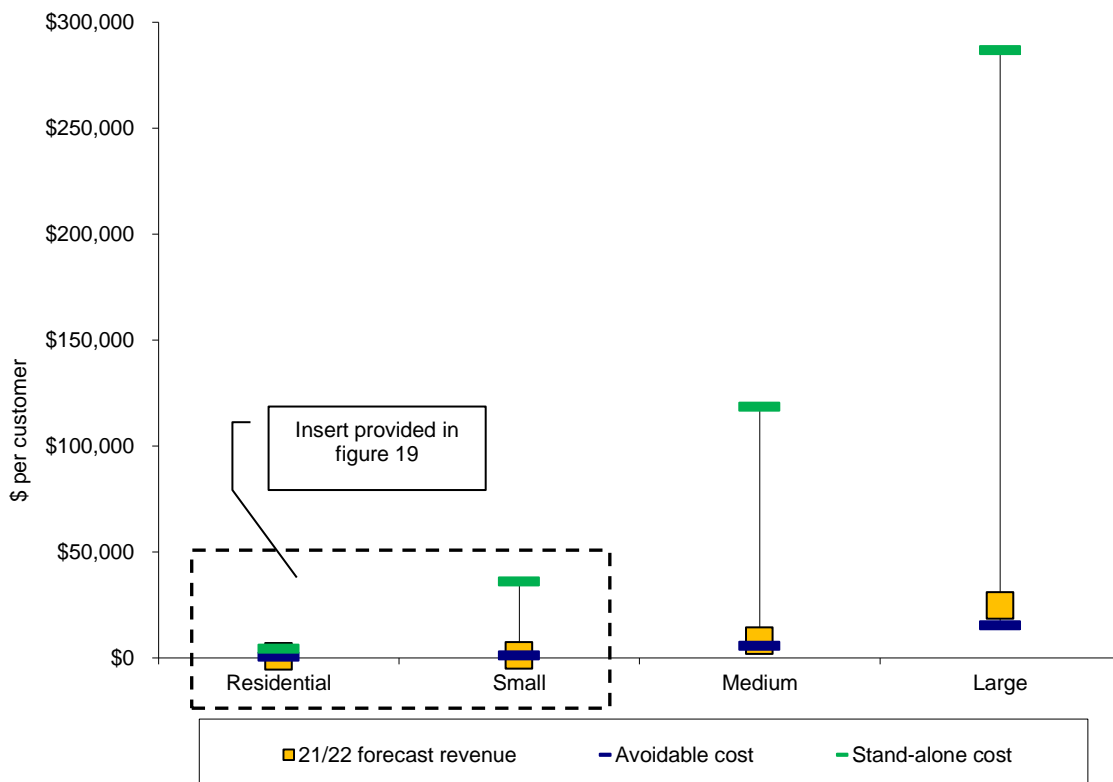 $300,000
$250,000
$200,000
$150,000
$100,000
$50,000
$0
$ per customer
Insert provided in
figure 19
Residential
Small
Medium
Large
21/22 forecast revenue
Avoidable cost
Stand-alone cost